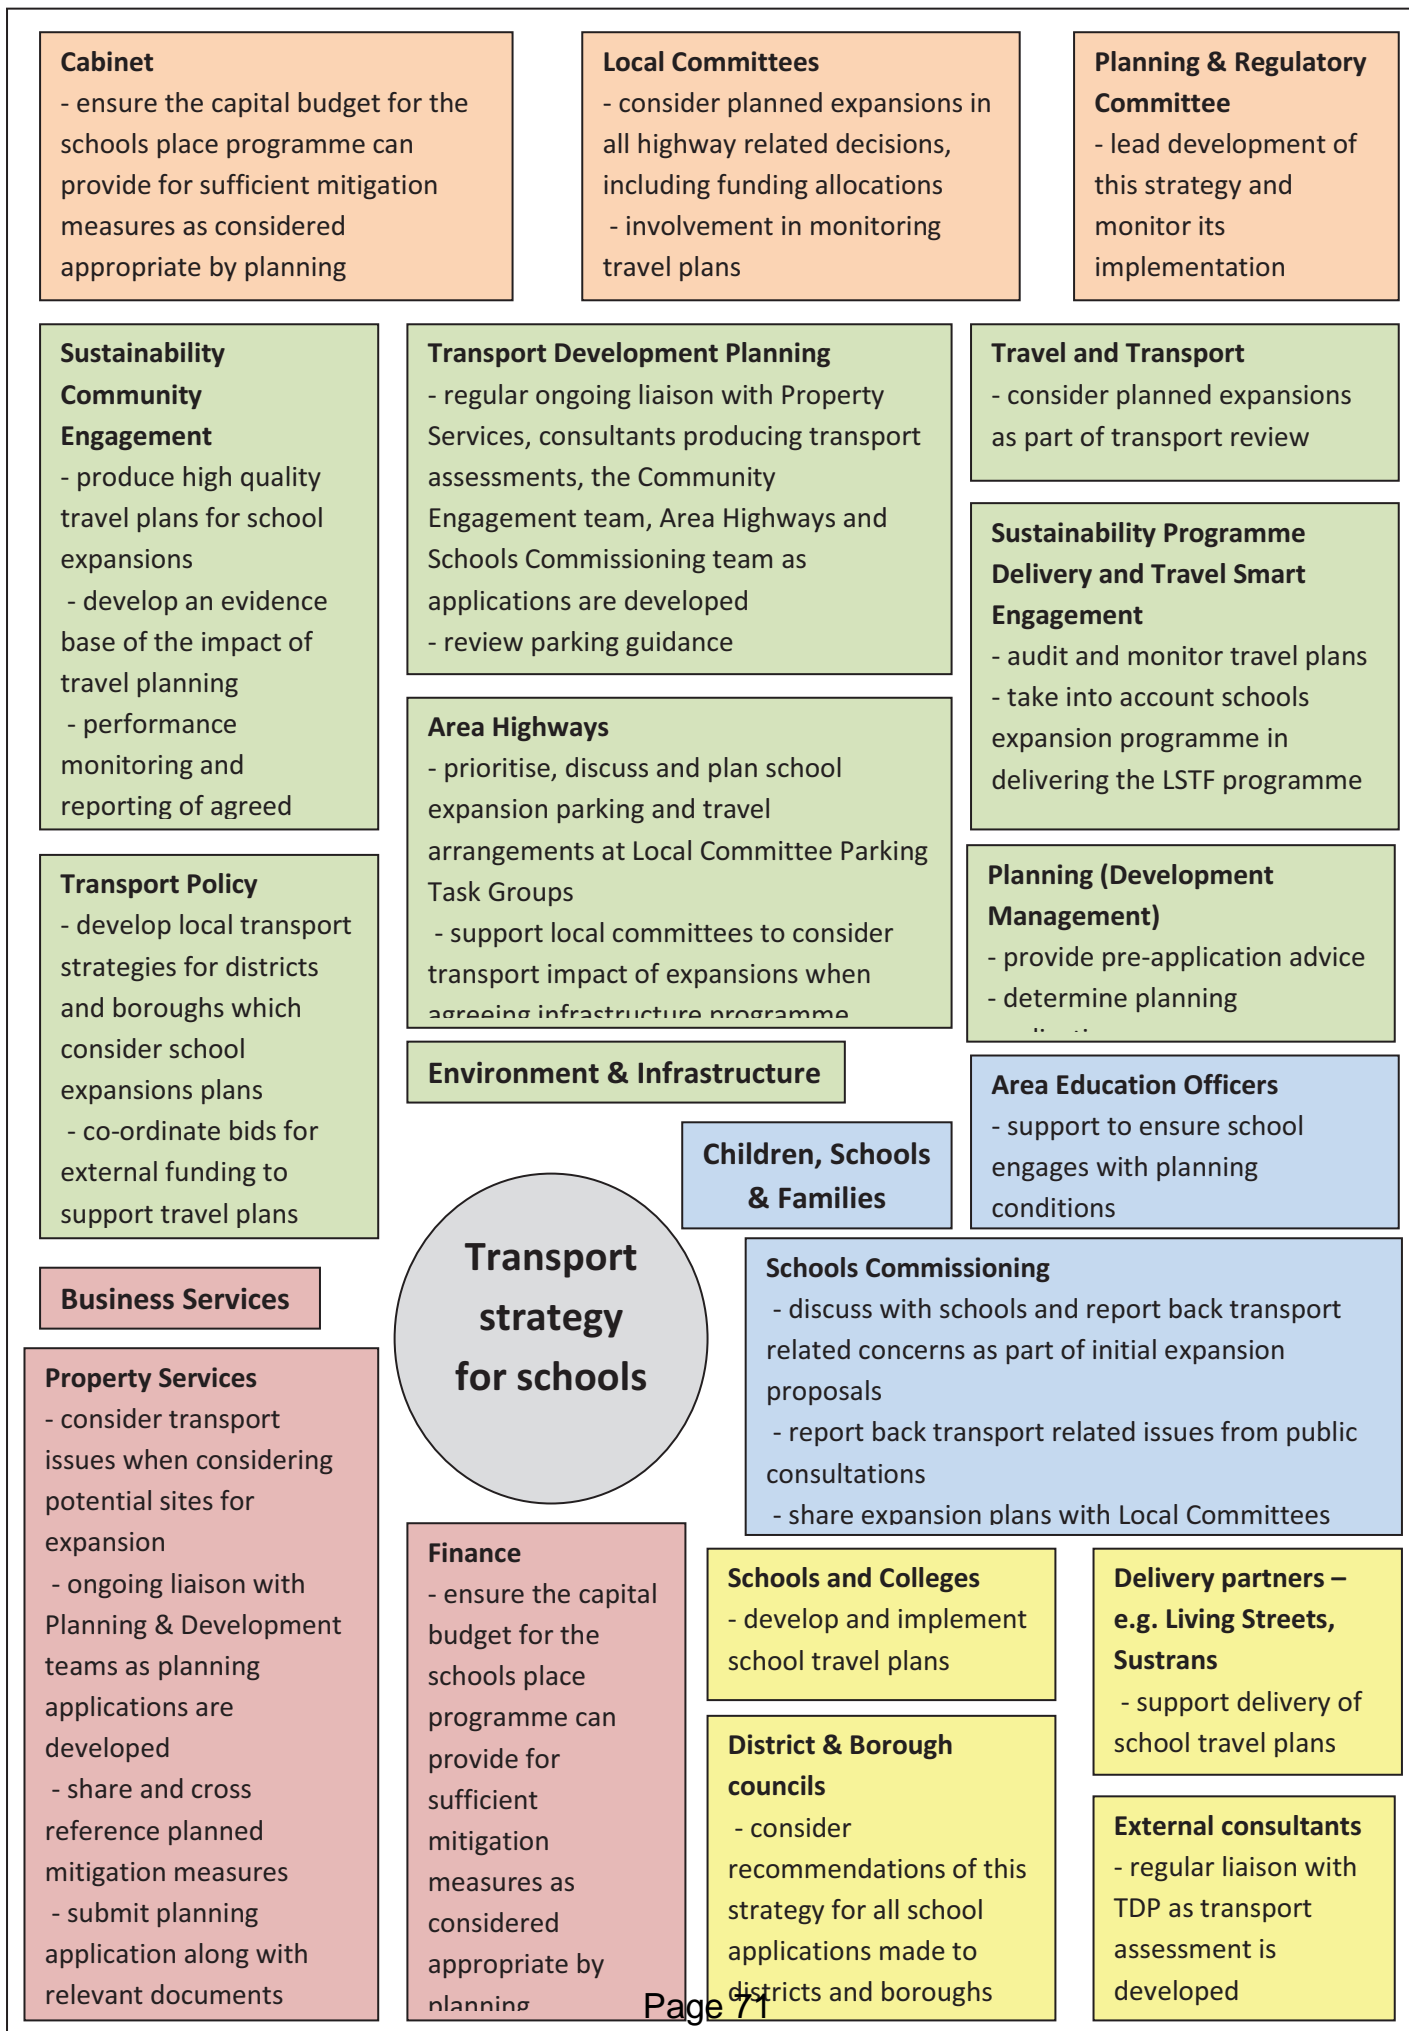 Cabinet
- ensure the capital budget for the
schools place programme can
provide for sufficient mitigation
measures as considered
appropriate by planning
Local Committees
- consider planned expansions in
all highway related decisions,
including funding allocations
- involvement in monitoring
travel plans
Planning & Regulatory
Committee
- lead development of
this strategy and
monitor its
implementation
Sustainability
Community
Engagement
- produce high quality
travel plans for school
expansions
- develop an evidence
base of the impact of
travel planning
- performance
monitoring and
reporting of agreed
Transport Development Planning
- regular ongoing liaison with Property
Services, consultants producing transport
assessments, the Community
Engagement team, Area Highways and
Schools Commissioning team as
applications are developed
- review parking guidance
Travel and Transport
- consider planned expansions
as part of transport review
Sustainability Programme
Delivery and Travel Smart
Engagement
- audit and monitor travel plans
- take into account schools
expansion programme in
delivering the LSTF programme
Area Highways
- prioritise, discuss and plan school
expansion parking and travel
arrangements at Local Committee Parking
Task Groups
- support local committees to consider
transport impact of expansions when
agreeing infrastructure programme
Transport Policy
- develop local transport
strategies for districts
and boroughs which
consider school
expansions plans
- co-ordinate bids for
external funding to
support travel plans
Planning (Development
Management)
- provide pre-application advice
- determine planning
Environment & Infrastructure
Area Education Officers
- support to ensure school
engages with planning
conditions
Children, Schools
& Families
Transport
strategy
for schools
Schools Commissioning
- discuss with schools and report back transport
related concerns as part of initial expansion
proposals
- report back transport related issues from public
consultations
- share expansion plans with Local Committees
Business Services
Property Services
- consider transport
issues when considering
potential sites for
expansion
- ongoing liaison with
Planning & Development
teams as planning
applications are
developed
- share and cross
reference planned
mitigation measures
- submit planning
application along with
relevant documents
Finance
- ensure the capital
budget for the
schools place
programme can
provide for
sufficient
mitigation
measures as
considered
appropriate by
planning
Schools and Colleges
- develop and implement
school travel plans
Delivery partners –
e.g. Living Streets,
Sustrans
- support delivery of
school travel plans
District & Borough
councils
- consider
recommendations of this
strategy for all school
applications made to
districts and boroughs
External consultants
- regular liaison with
TDP as transport
assessment is
developed
Page 71